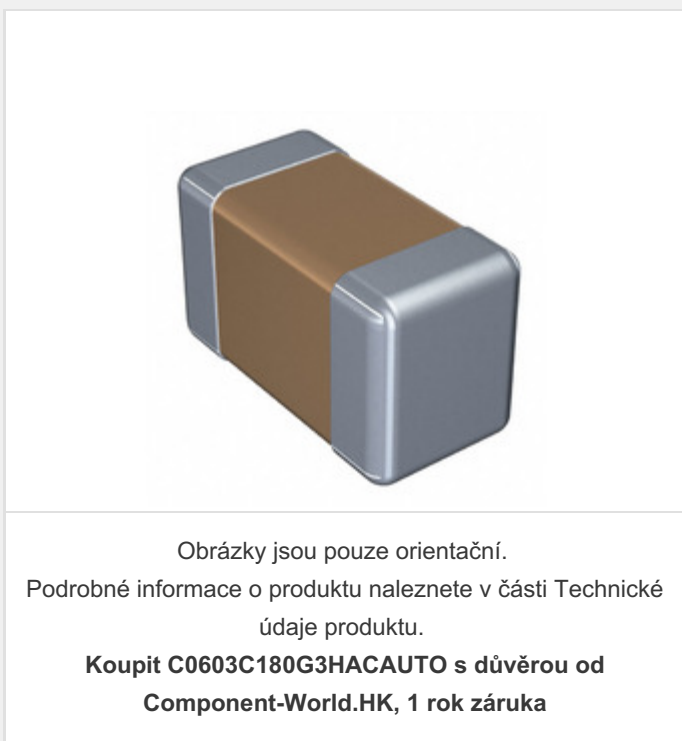 Obrázky jsou pouze orientační.
Podrobné informace o produktu naleznete v části Technické
údaje produktu.
Koupit C0603C180G3HACAUTO s důvěrou od
Component-World.HK, 1 rok záruka